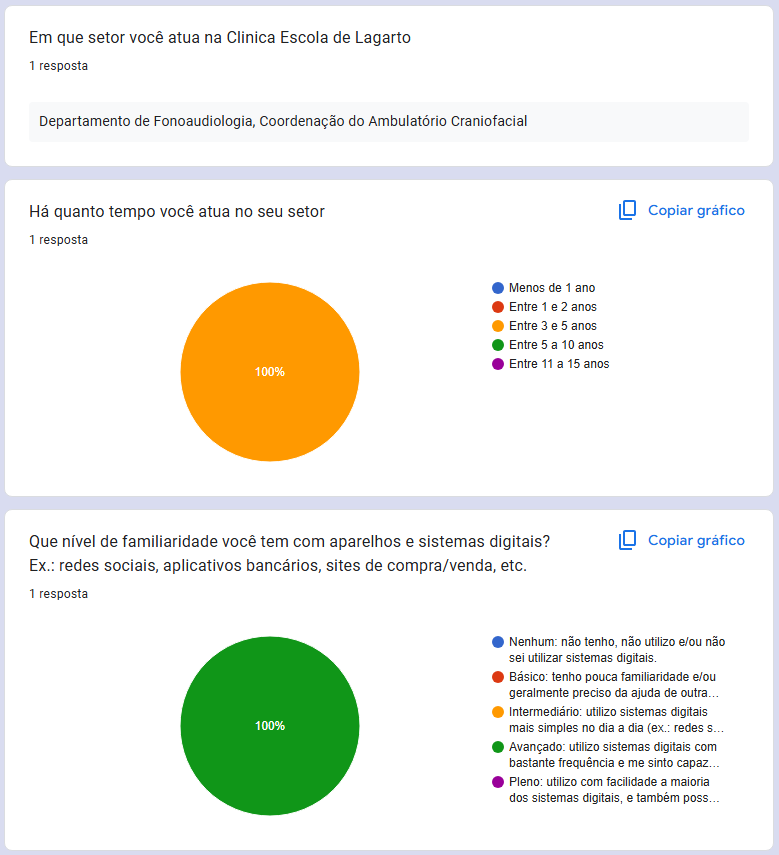 Em que setor você atua na Clinica Escola de Lagarto
1 resposta
Departamento de Fonoaudiologia, Coordenação do Ambulatório Craniofacial
Há quanto tempo você atua no seu setor
Copiar gráfico
1 resposta
100%
Menos de 1 ano
Entre 1 e 2 anos
Entre 3 e 5 anos
Entre 5 a 10 anos
Entre 11 a 15 anos
Que nível de familiaridade você tem com aparelhos e sistemas digitais?
Ex.: redes sociais, aplicativos bancários, sites de compra/venda, etc.
Copiar gráfico
1 resposta
100%
Nenhum: não tenho, não utilizo e/ou não
sei utilizar sistemas digitais.
Básico: tenho pouca familiaridade e/ou
geralmente preciso da ajuda de outra…
Intermediário: utilizo sistemas digitais
mais simples no dia a dia (ex.: redes s…
Avançado: utilizo sistemas digitais com
bastante frequência e me sinto capaz…
Pleno: utilizo com facilidade a maioria
dos sistemas digitais, e também poss…